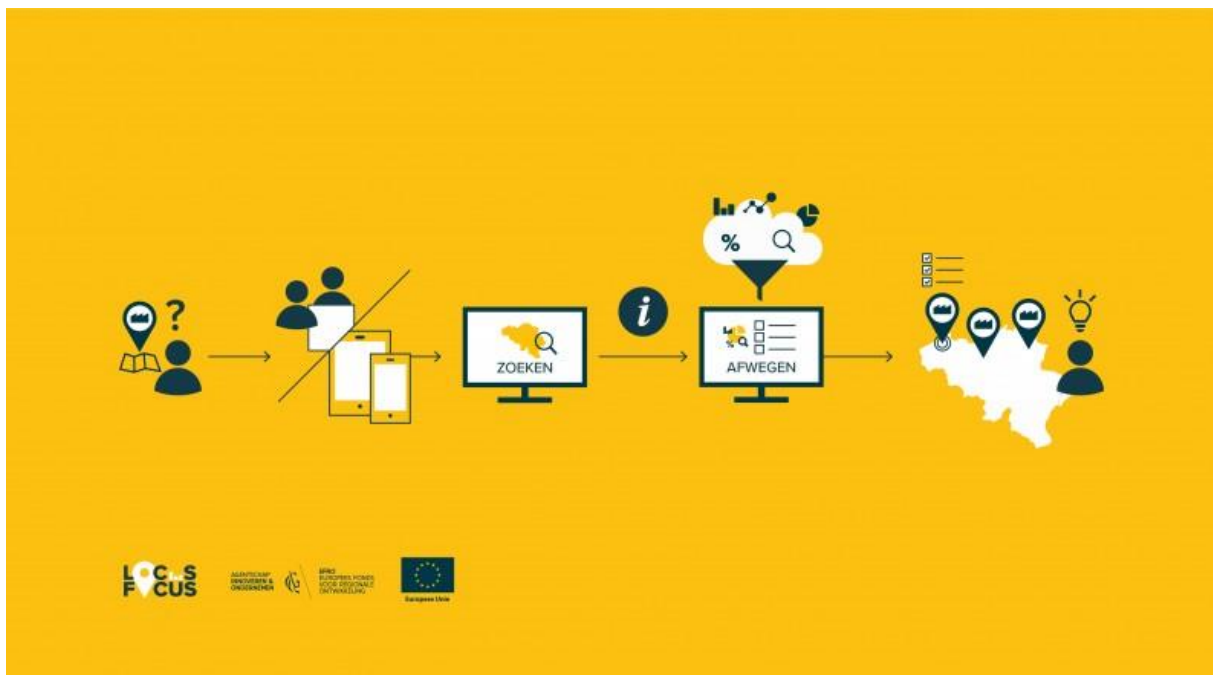 ?
i
%
ZOEKEN
%
AFWEGEN
LOCUS
FOCUS
AGENTSCHAP
INNOVEREN &
ONDERNEMEN
EFRO
EUROPEES FONDS
VOOR REGIONALE
ONTWIKKELING
Europese Unie